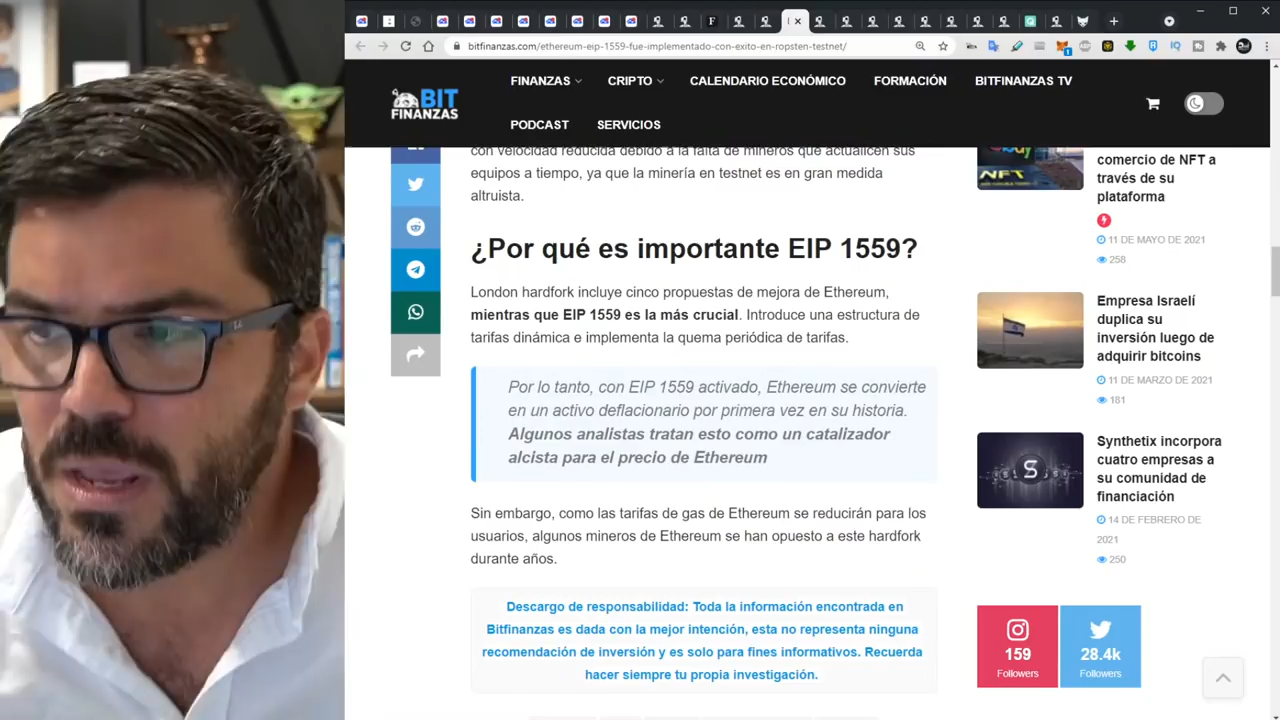 bitfinanzas.com/ethereum-eip-1559-fue-implementado-con-exito-en-ropsten-testnet/
BIT
FINANZAS
FINANZAS
CRIPTO
CALENDARIO ECONÓMICO
FORMACIÓN
BITFINANZAS TV
PODCAST
SERVICIOS
con velocidad reducida debido a la falta de mineros que actualicen sus
equipos a tiempo, ya que la minería en testnet es en gran medida
altruista.
¿Por qué es importante EIP 1559?
London hardfork incluye cinco propuestas de mejora de Ethereum,
mientras que EIP 1559 es la más crucial. Introduce una estructura de
tarifas dinámica e implementa la quema periódica de tarifas.
Por lo tanto, con EIP 1559 activado, Ethereum se convierte
en un activo deflacionario por primera vez en su historia.
Algunos analistas tratan esto como un catalizador
alcista para el precio de Ethereum
Sin embargo, como las tarifas de gas de Ethereum se reducirán para los
usuarios, algunos mineros de Ethereum se han opuesto a este hardfork
durante años.
Descargo de responsabilidad: Toda la información encontrada en
Bitfinanzas es dada con la mejor intención, esta no representa ninguna
recomendación de inversión y es solo para fines informativos. Recuerda
hacer siempre tu propia investigación.
NFT
comercio de NFT a
través de su
plataforma
11 DE MAYO DE 2021
258
Empresa Israelí
duplica su
inversión luego de
adquirir bitcoins
11 DE MARZO DE 2021
181
Synthetix incorpora
cuatro empresas a
su comunidad de
financiación
14 DE FEBRERO DE
2021
250
159
Followers
28.4k
Followers